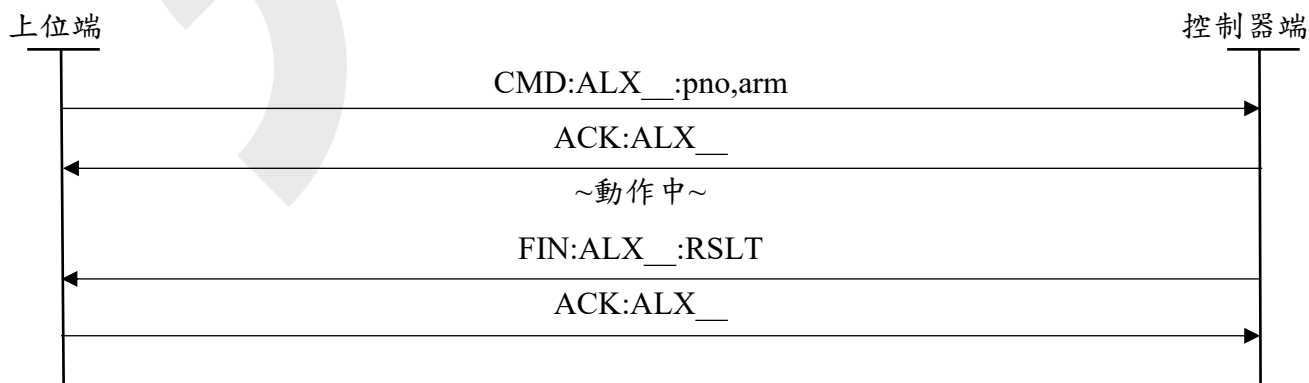 上位端
控制器端
CMD:ALX__:pno,arm
ACK:ALX__
~動作中~
FIN:ALX__:RSLT
ACK:ALX__